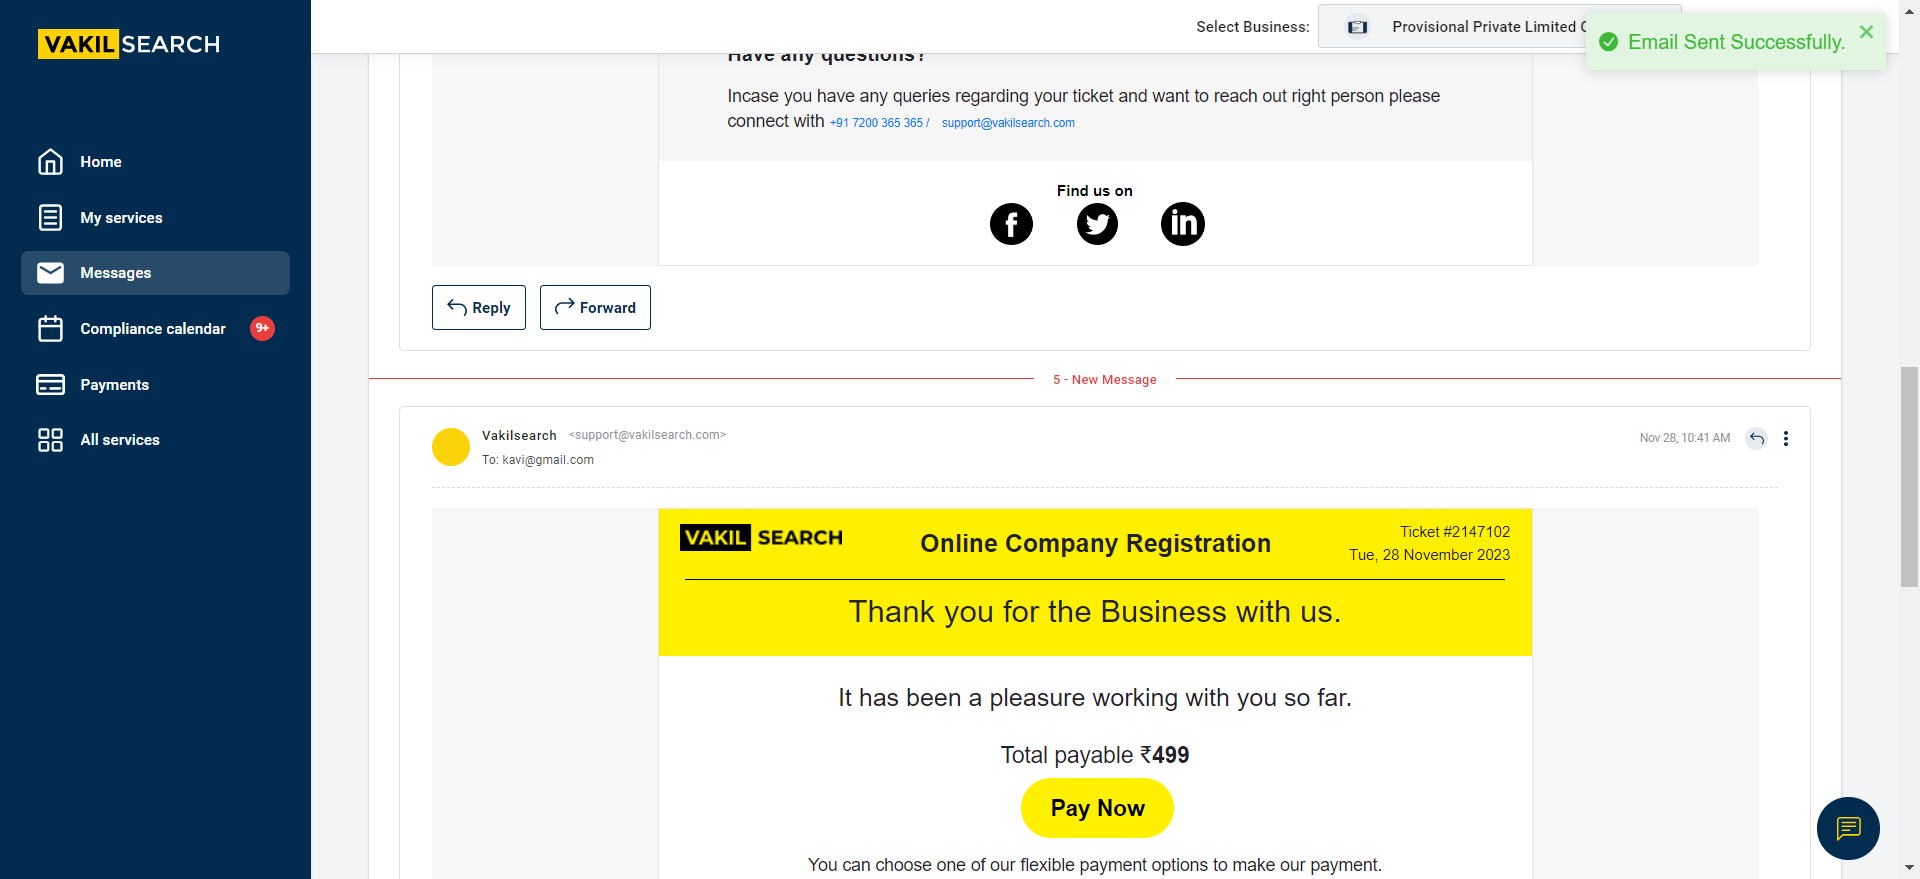 VAKILSEARCH
Home
My services
Messages
Compliance calendar 9+
Payments
All services
Select Business:
Provisional Private Limited
Email Sent Successfully.
Have any questions?
Incase you have any queries regarding your ticket and want to reach out right person please
connect with +91 7200 365 365 / support@vakilsearch.com
Find us on
Reply
Forward
5 - New Message
Vakilsearch <support@vakilsearch.com>
Nov 28, 10:41 AM
To: kavi@gmail.com
VAKIL SEARCH
Online Company Registration
Ticket #2147102
Tue, 28 November 2023
Thank you for the Business with us.
It has been a pleasure working with you so far.
Total payable ₹499
Pay Now
You can choose one of our flexible payment options to make our payment.